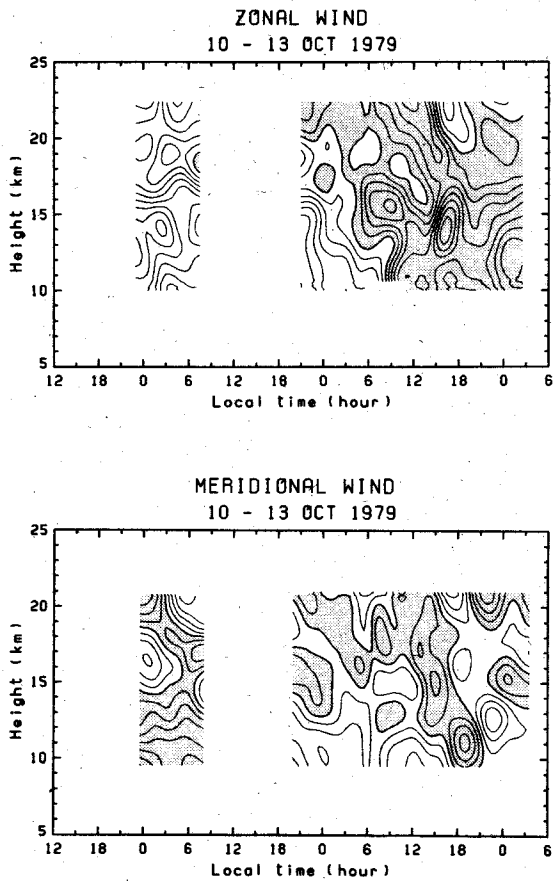 ZONAL WIND
10 - 13 OCT 1979
25
20
15
10
5
Height (km)
12 18 0 6 12 18 0 6 12 18 0 6
Local time (hour)
MERIDIONAL WIND
10 - 13 OCT 1979
25
20
15
10
5
Height (km)
12 18 0 6 12 18 0 6 12 18 0 6
Local time (hour)